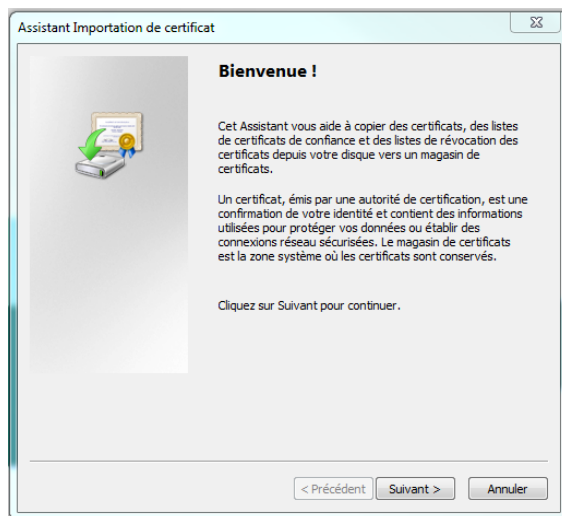 Assistant Importation de certificat
Bienvenue !
Cet Assistant vous aide à copier des certificats, des listes
de certificats de confiance et des listes de révocation des
certificats depuis votre disque vers un magasin de
certificats.
Un certificat, émis par une autorité de certification, est une
confirmation de votre identité et contient des informations
utilisées pour protéger vos données ou établir des
connexions réseau sécurisées. Le magasin de certificats
est la zone système où les certificats sont conservés.
Cliquez sur Suivant pour continuer.
< Précédent Suivant > Annuler